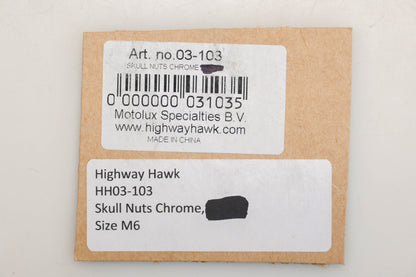 Art. no.03-103
SKULL NUTS CHROME
0 000000 031035
Motolux Specialties B.V.
www.highwayhawk.com
MADE IN CHINA
Highway Hawk
HH03-103
Skull Nuts Chrome,
Size M6